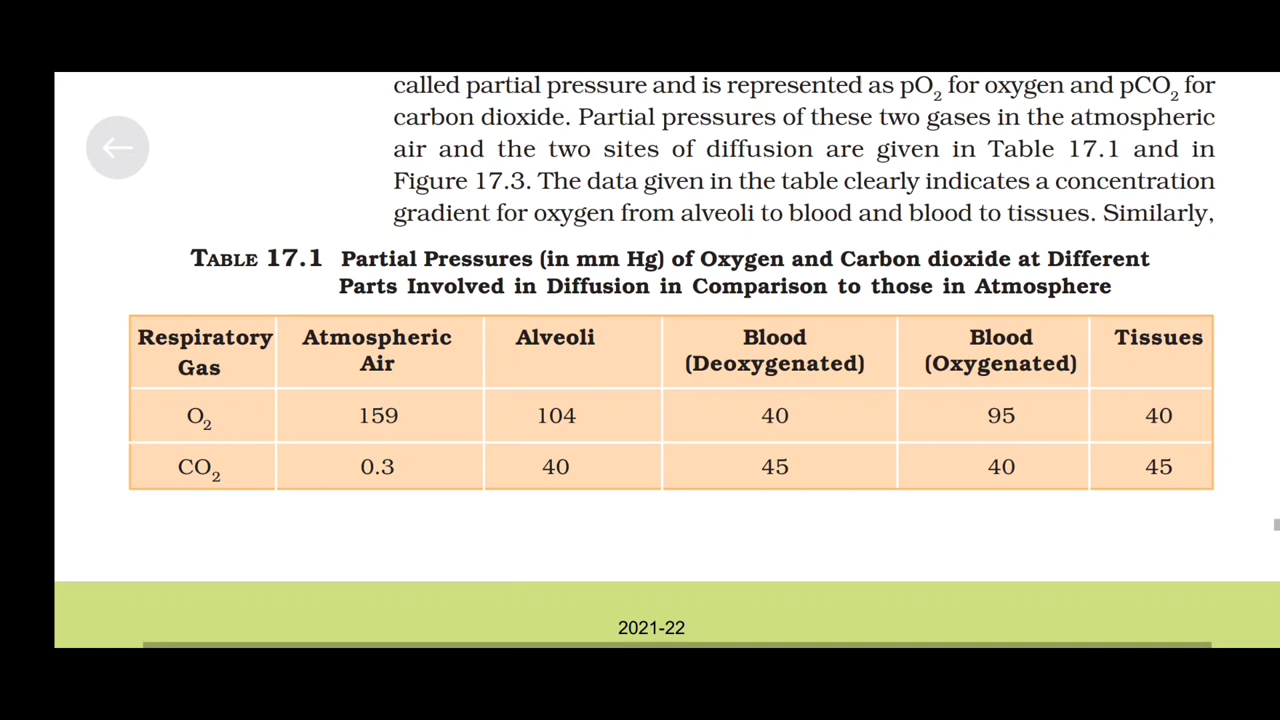 called partial pressure and is represented as pO₂ for oxygen and pCO₂ for
carbon dioxide. Partial pressures of these two gases in the atmospheric
air and the two sites of diffusion are given in Table 17.1 and in
Figure 17.3. The data given in the table clearly indicates a concentration
gradient for oxygen from alveoli to blood and blood to tissues. Similarly,
TABLE 17.1 Partial Pressures (in mm Hg) of Oxygen and Carbon dioxide at Different
Parts Involved in Diffusion in Comparison to those in Atmosphere
Respiratory Gas Atmospheric Air Alveoli Blood (Deoxygenated) Blood (Oxygenated) Tissues
O₂ 159 104 40 95 40
CO₂ 0.3 40 45 40 45
2021-22